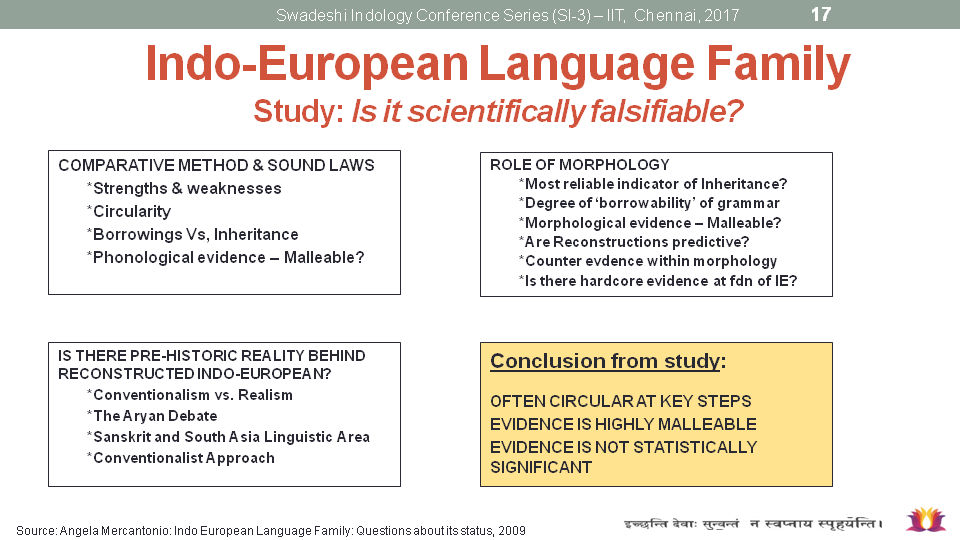 Swadeshi Indology Conference Series (SI-3) – IIT, Chennai, 2017
17
Indo-European Language Family
Study: Is it scientifically falsifiable?
COMPARATIVE METHOD & SOUND LAWS
*Strengths & weaknesses
*Circularity
*Borrowings Vs, Inheritance
*Phonological evidence – Malleable?
ROLE OF MORPHOLOGY
*Most reliable indicator of Inheritance?
*Degree of ‘borrowability’ of grammar
*Morphological evidence – Malleable?
*Are Reconstructions predictive?
*Counter evdence within morphology
*Is there hardcore evidence at fdn of IE?
IS THERE PRE-HISTORIC REALITY BEHIND
RECONSTRUCTED INDO-EUROPEAN?
*Conventionalism vs. Realism
*The Aryan Debate
*Sanskrit and South Asia Linguistic Area
*Conventionalist Approach
Conclusion from study:
OFTEN CIRCULAR AT KEY STEPS
EVIDENCE IS HIGHLY MALLEABLE
EVIDENCE IS NOT STATISTICALLY
SIGNIFICANT
Source: Angela Mercantonio: Indo European Language Family: Questions about its status, 2009
इच्छन्ति देवाः सुन्वन्तं न स्वप्नाय स्पृहयन्ति।